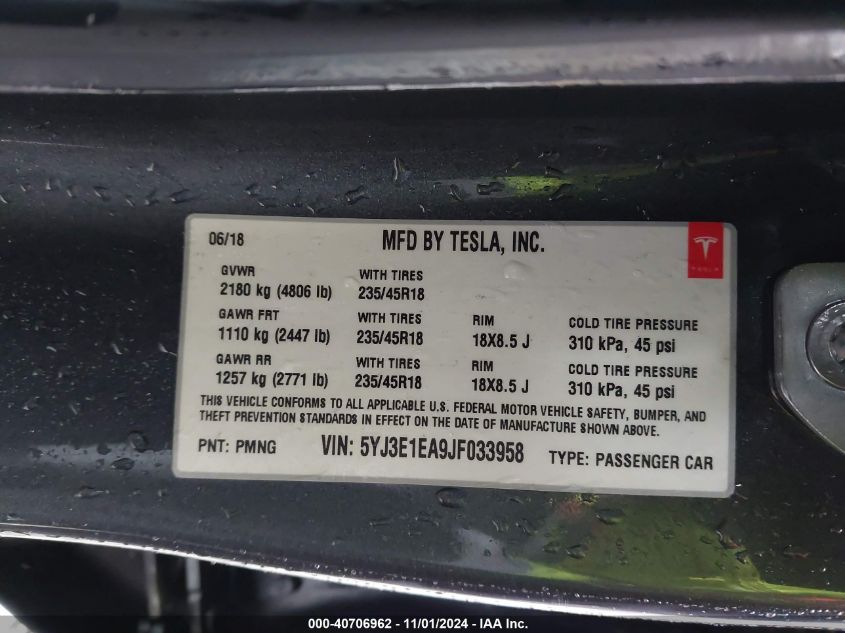 06/18 MFD BY TESLA, INC.
TESLA
GVWR WITH TIRES
2180 kg (4806 lb) 235/45R18
GAWR FRT WITH TIRES RIM COLD TIRE PRESSURE
1110 kg (2447 lb) 235/45R18 18X8.5 J 310 kPa, 45 psi
GAWR RR WITH TIRES RIM COLD TIRE PRESSURE
1257 kg (2771 lb) 235/45R18 18X8.5 J 310 kPa, 45 psi
THIS VEHICLE CONFORMS TO ALL APPLICABLE U.S. FEDERAL MOTOR VEHICLE SAFETY, BUMPER, AND
THEFT PREVENTION STANDARDS IN EFFECT ON THE DATE OF MANUFACTURE SHOWN ABOVE.
PNT: PMNG VIN: 5YJ3E1EA9JF033958 TYPE: PASSENGER CAR
000-40706962 - 11/01/2024 - IAA Inc.